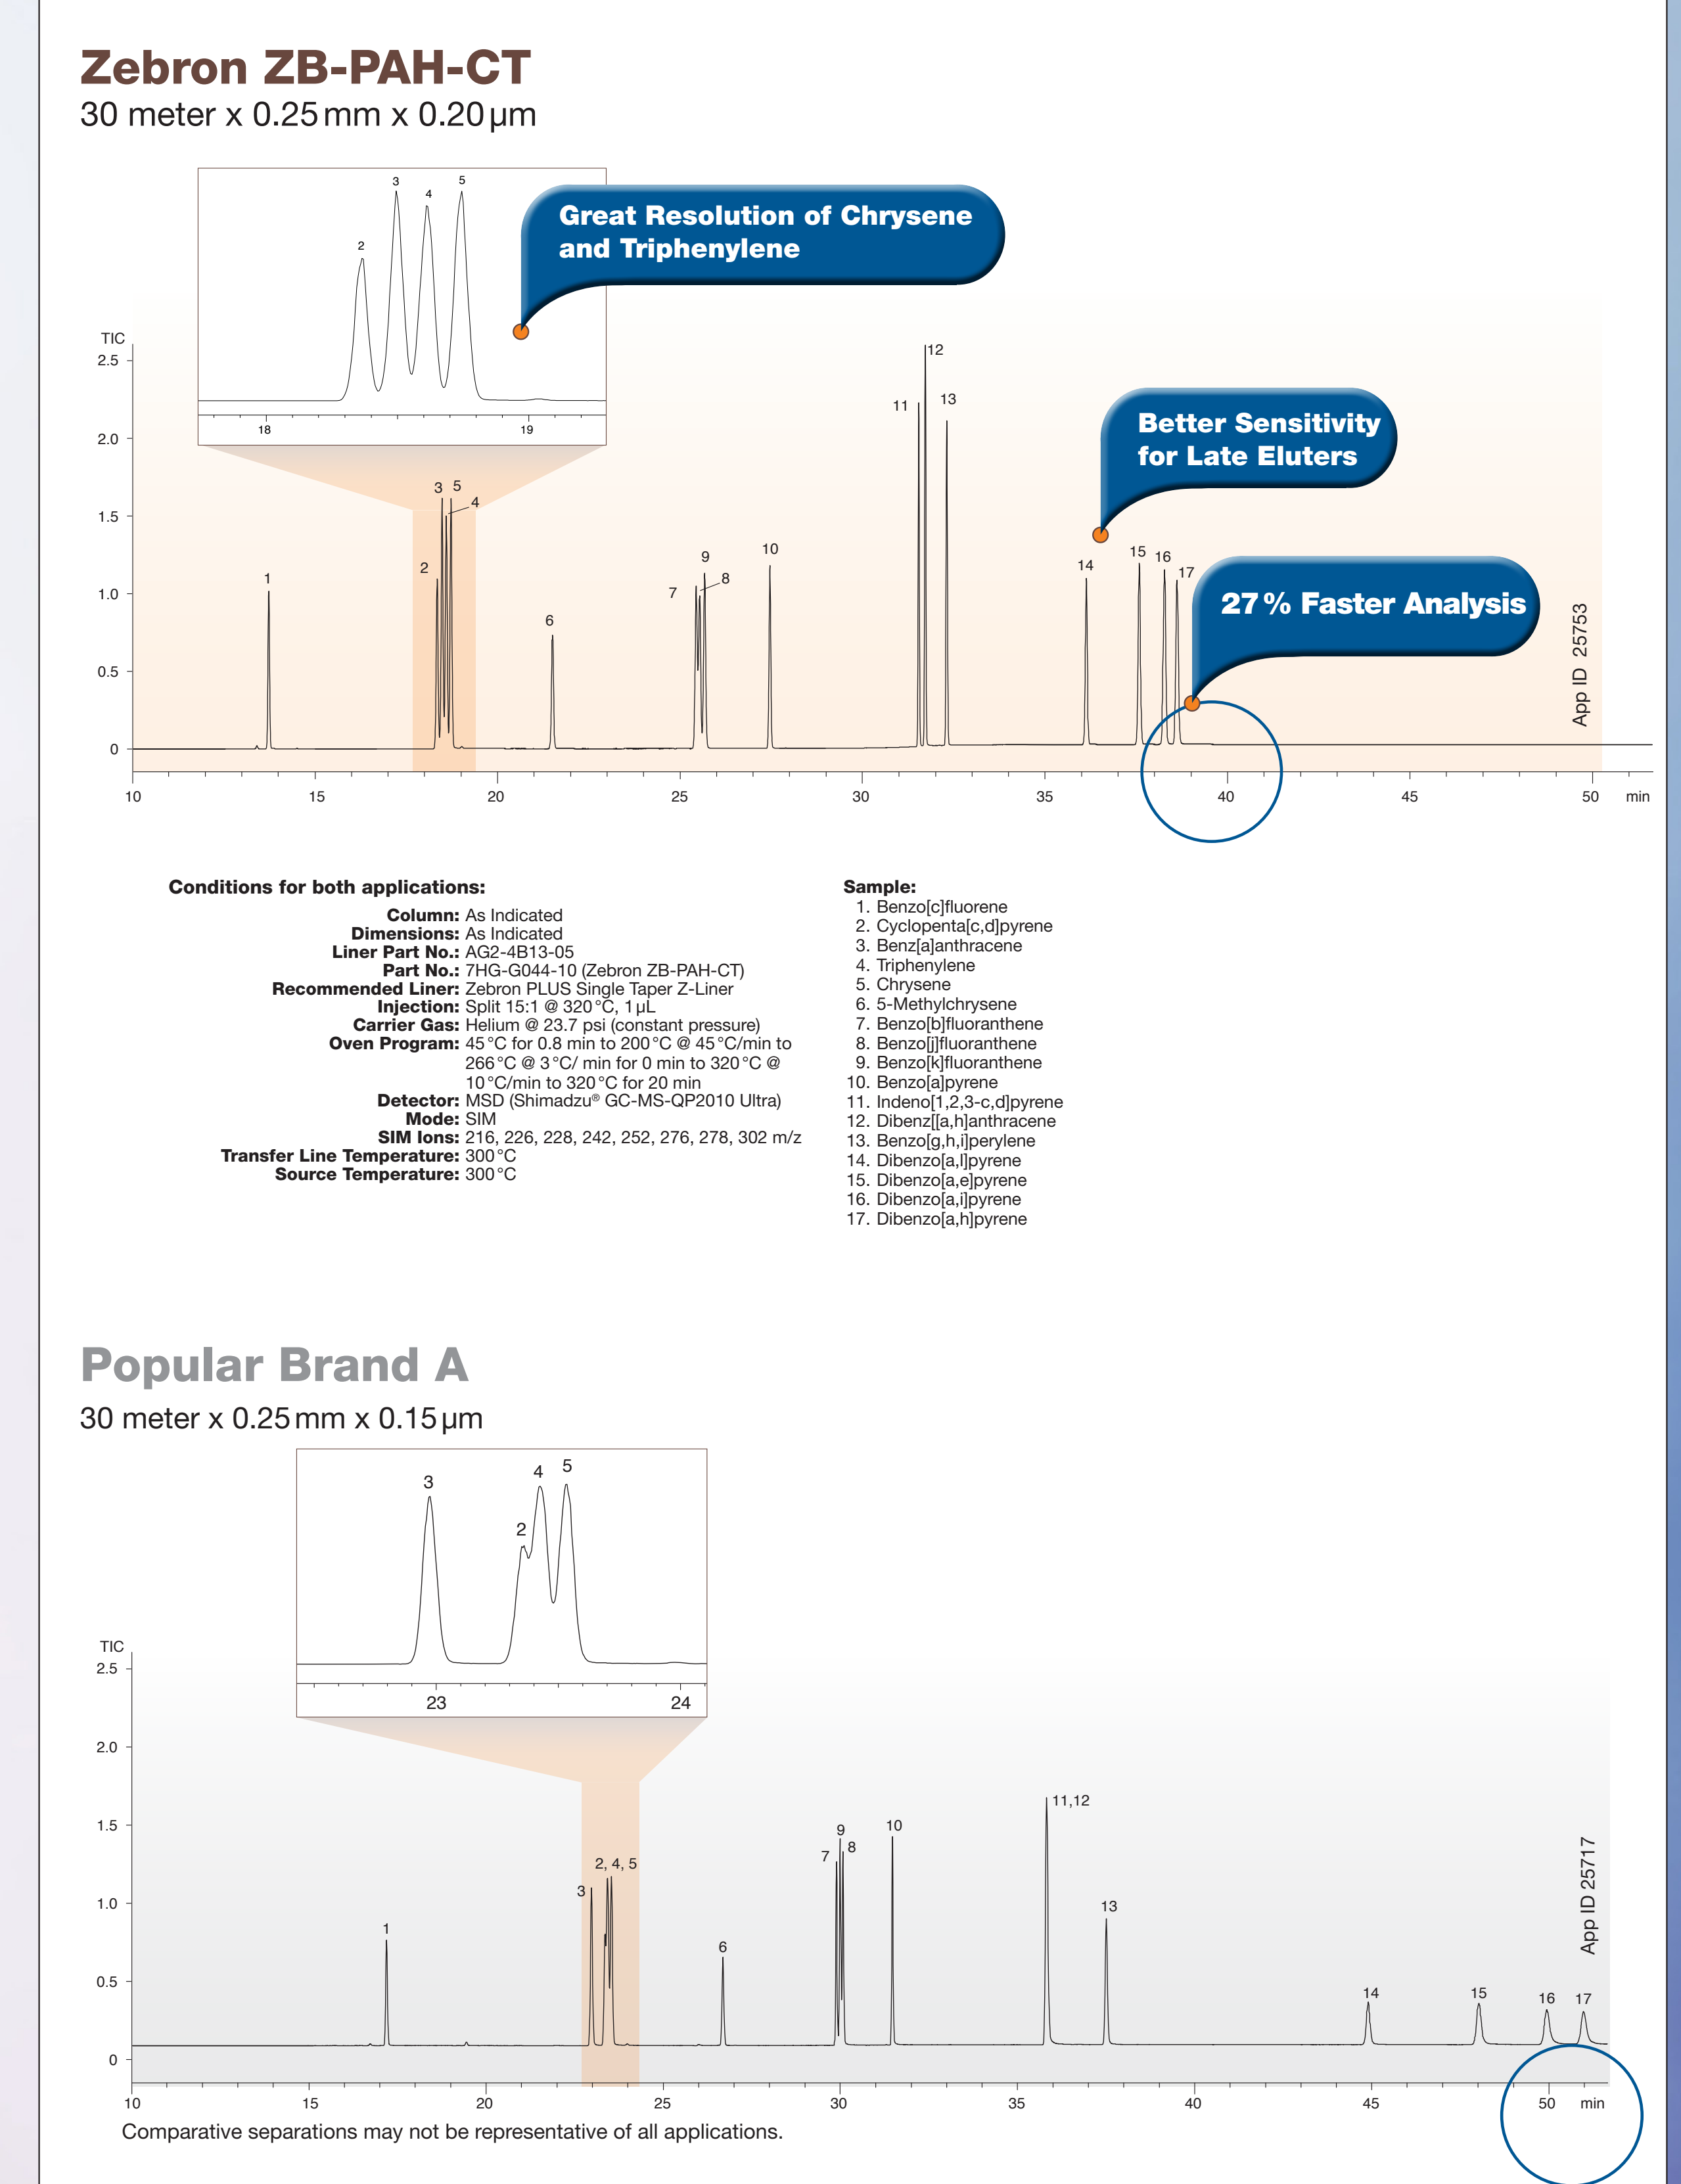 Zebron ZB-PAH-CT
30 meter x 0.25 mm x 0.20 µm
3
5
4
2
18
19
Great Resolution of Chrysene
and Triphenylene
TIC
2.5
2.0
1.5
1.0
0.5
0
1
2
3
5
4
6
7
9
8
10
11
12
13
14
15
16
17
Better Sensitivity
for Late Eluters
27 % Faster Analysis
App ID 25753
10 15 20 25 30 35 40 45 50 min
Conditions for both applications:
Column: As Indicated
Dimensions: As Indicated
Liner Part No.: AG2-4B13-05
Part No.: 7HG-G044-10 (Zebron ZB-PAH-CT)
Recommended Liner: Zebron PLUS Single Taper Z-Liner
Injection: Split 15:1 @ 320 °C, 1 µL
Carrier Gas: Helium @ 23.7 psi (constant pressure)
Oven Program: 45 °C for 0.8 min to 200 °C @ 45 °C/min to
266 °C @ 3 °C/ min for 0 min to 320 °C @
10 °C/min to 320 °C for 20 min
Detector: MSD (Shimadzu® GC-MS-QP2010 Ultra)
Mode: SIM
SIM Ions: 216, 226, 228, 242, 252, 276, 278, 302 m/z
Transfer Line Temperature: 300 °C
Source Temperature: 300 °C
Sample:
1. Benzo[c]fluorene
2. Cyclopenta[c,d]pyrene
3. Benz[a]anthracene
4. Triphenylene
5. Chrysene
6. 5-Methylchrysene
7. Benzo[b]fluoranthene
8. Benzo[j]fluoranthene
9. Benzo[k]fluoranthene
10. Benzo[a]pyrene
11. Indeno[1,2,3-c,d]pyrene
12. Dibenz[[a,h]anthracene
13. Benzo[g,h,i]perylene
14. Dibenzo[a,l]pyrene
15. Dibenzo[a,e]pyrene
16. Dibenzo[a,i]pyrene
17. Dibenzo[a,h]pyrene
Popular Brand A
30 meter x 0.25 mm x 0.15 µm
3
2
4
5
23
24
TIC
2.5
2.0
1.5
1.0
0.5
0
1
3
2, 4, 5
6
7
9
8
10
11,12
13
14
15
16
17
App ID 25717
10 15 20 25 30 35 40 45 50 min
Comparative separations may not be representative of all applications.